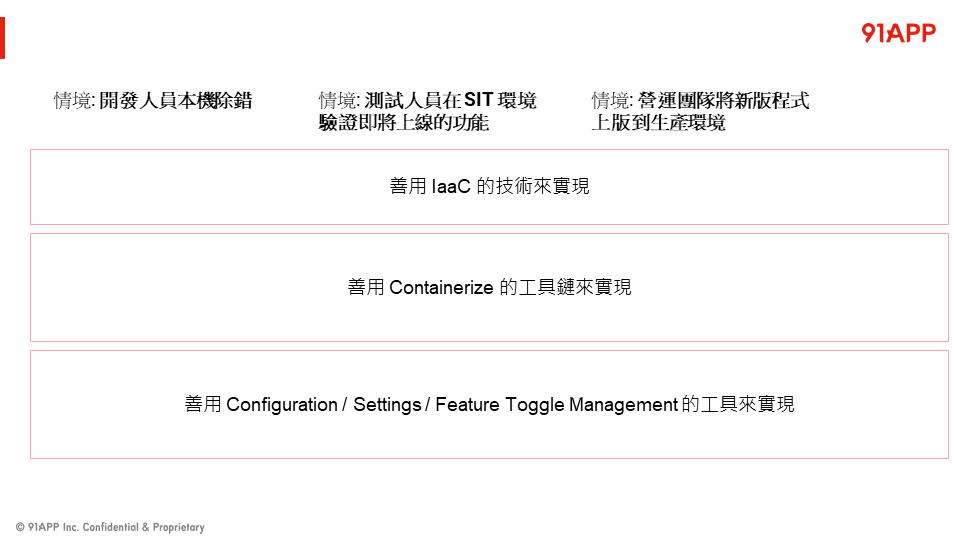 91APP
情境: 開發人員本機除錯
情境: 測試人員在 SIT 環境
驗證即將上線的功能
情境: 營運團隊將新版程式
上版到生產環境
善用 IaaC 的技術來實現
善用 Containerize 的工具鏈來實現
善用 Configuration / Settings / Feature Toggle Management 的工具來實現
© 91APP Inc. Confidential & Proprietary